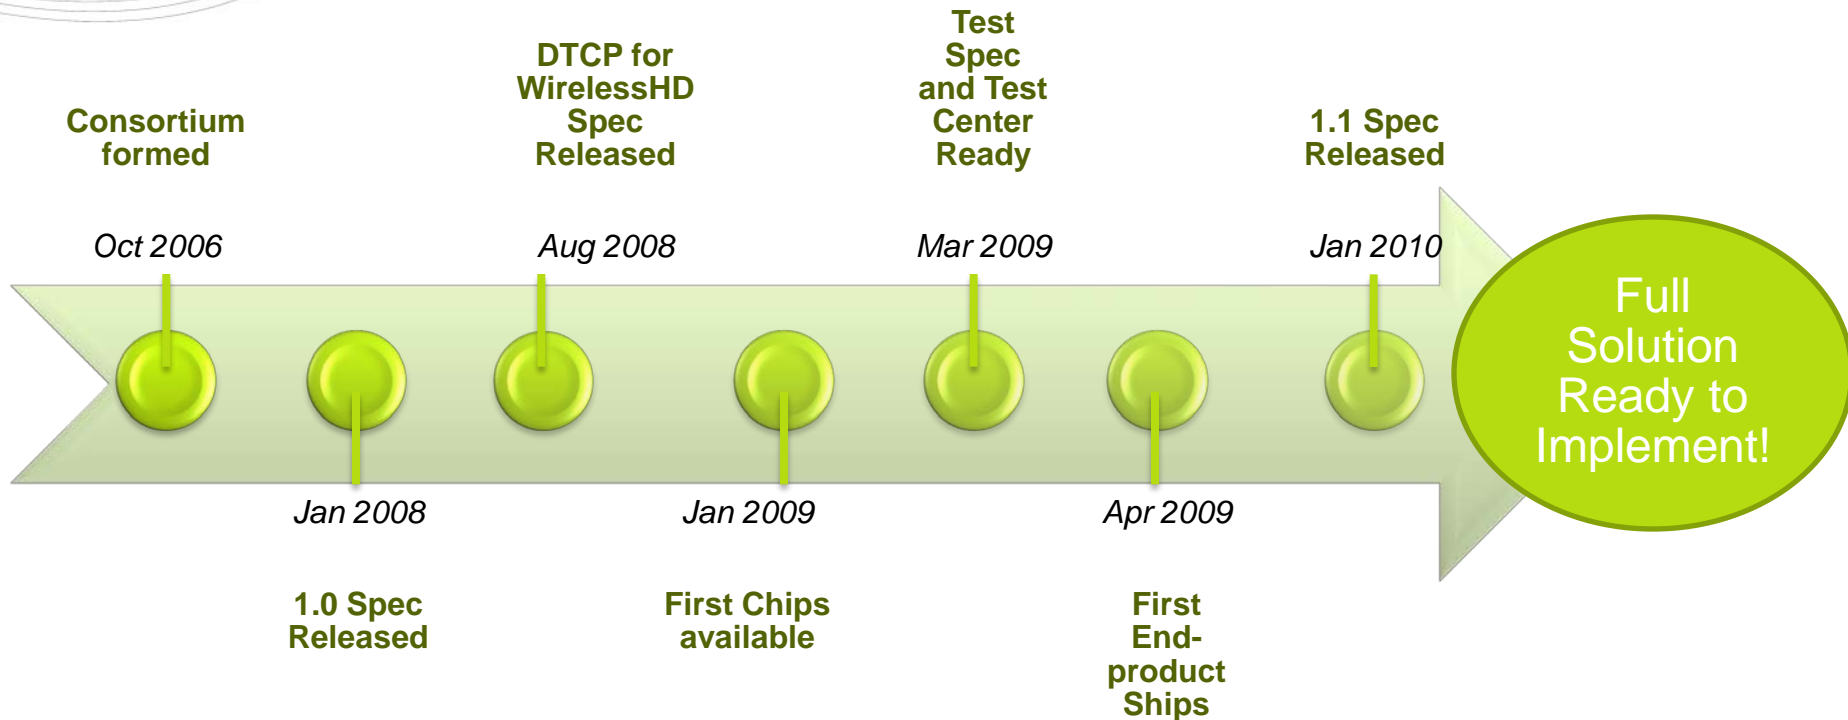 Consortium
formed
Oct 2006
Jan 2008
1.0 Spec
Released
DTCP for
WirelessHD
Spec
Released
Aug 2008
Jan 2009
First Chips
available
Test
Spec
and Test
Center
Ready
Mar 2009
Apr 2009
First
End-
product
Ships
1.1 Spec
Released
Jan 2010
Full
Solution
Ready to
Implement!